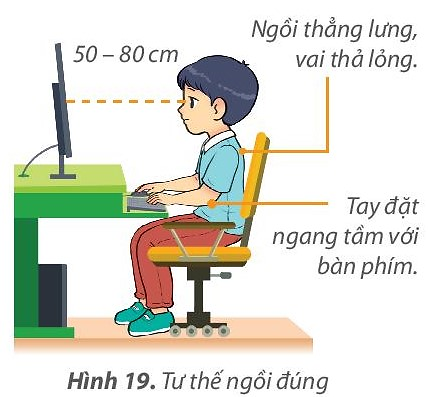 50 – 80 cm
Ngồi thẳng lưng,
vai thả lỏng.
Tay đặt
ngang tầm với
bàn phím.
Hình 19. Tư thế ngồi đúng